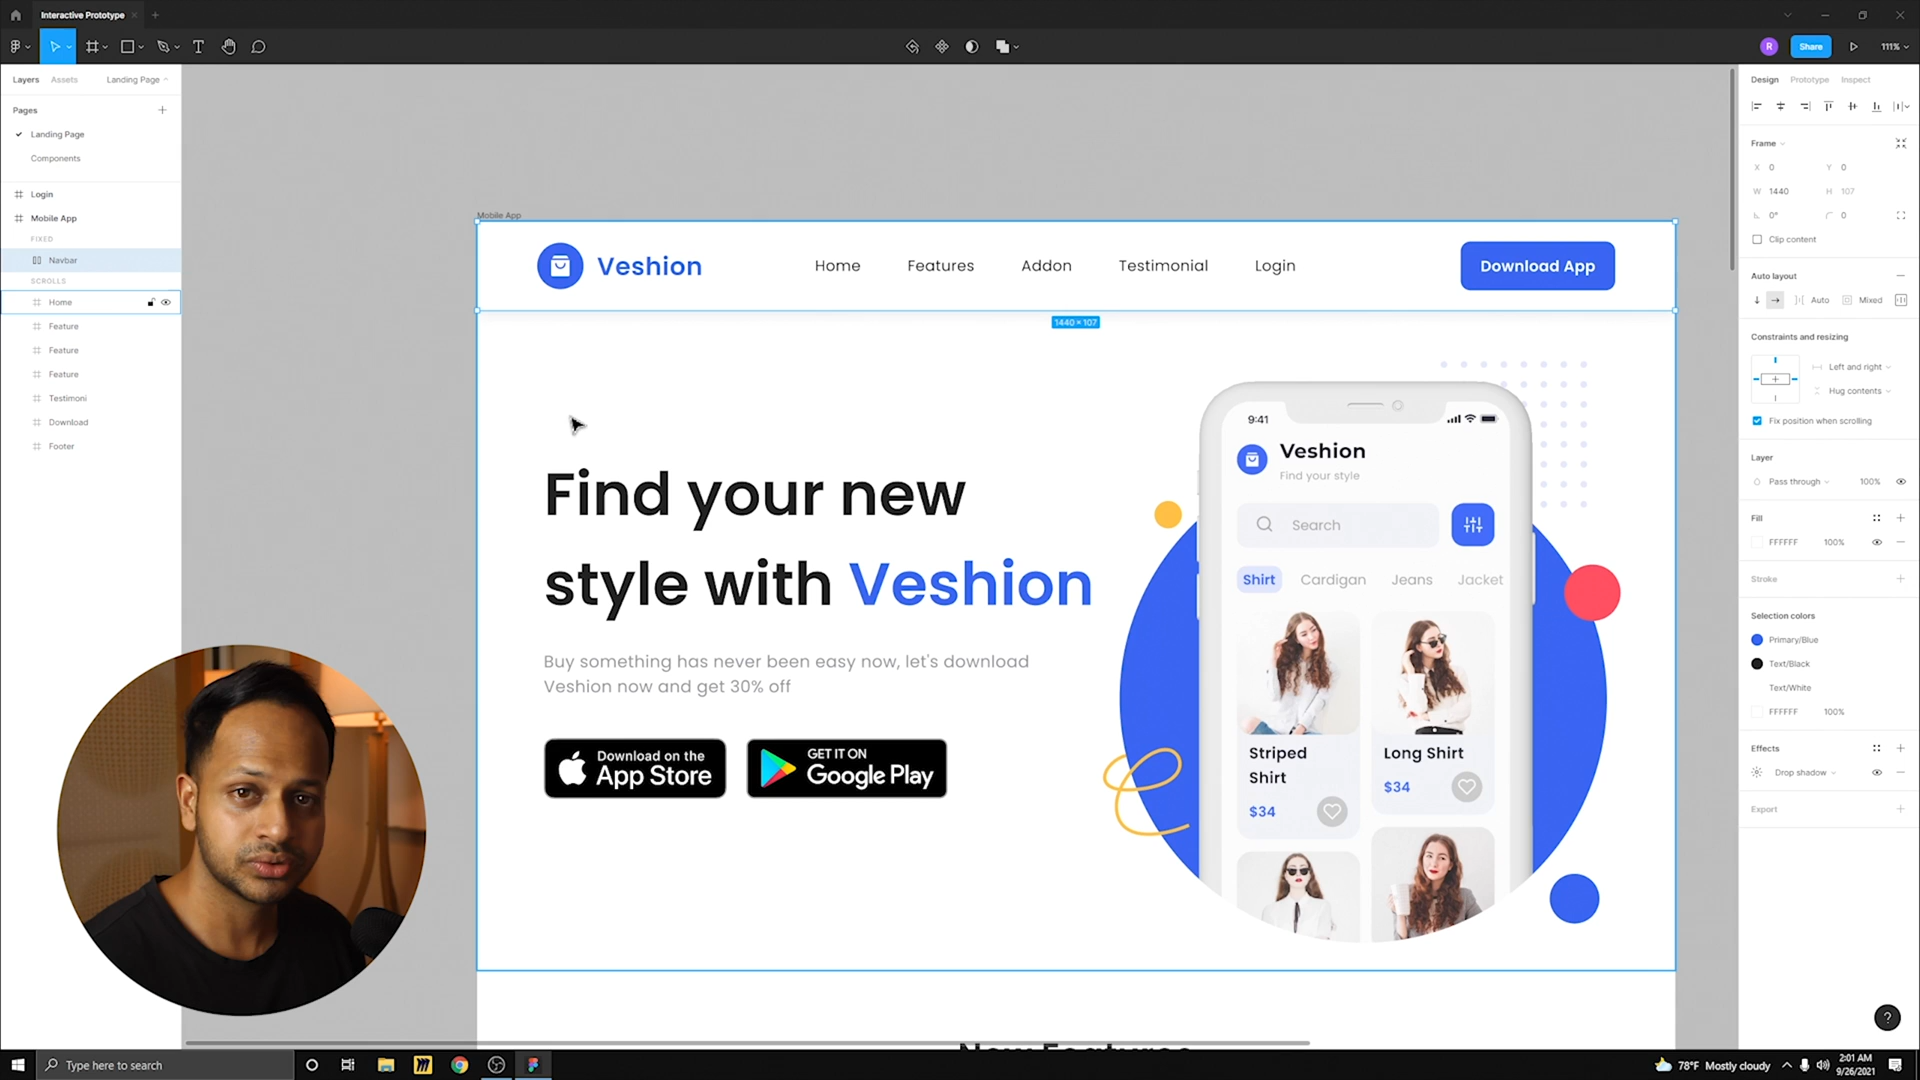 Interactive Prototype
R
Share
111%
Layers
Assets
Landing Page
Pages
Landing Page
Components
Login
Mobile App
FIXED
Navbar
SCROLLS
Home
Feature
Feature
Feature
Testimoni
Download
Footer
Mobile App
Veshion
Home
Features
Addon
Testimonial
Login
Download App
1440 × 107
Find your new
style with Veshion
Buy something has never been easy now, let's download
Veshion now and get 30% off
Download on the
App Store
GET IT ON
Google Play
9:41
Veshion
Find your style
Search
Shirt
Cardigan
Jeans
Jacket
Striped
Shirt
$34
Long Shirt
$34
New Features
Design
Prototype
Inspect
Frame
X 0
Y 0
W 1440
H 107
0°
0
Clip content
Auto layout
Auto
Mixed
Constraints and resizing
Left and right
Hug contents
Fix position when scrolling
Layer
Pass through
100%
Fill
FFFFFF
100%
Stroke
Selection colors
Primary/Blue
Text/Black
Text/White
FFFFFF
100%
Effects
Drop shadow
Export
?
Type here to search
78°F Mostly cloudy
2:01 AM
9/26/2021